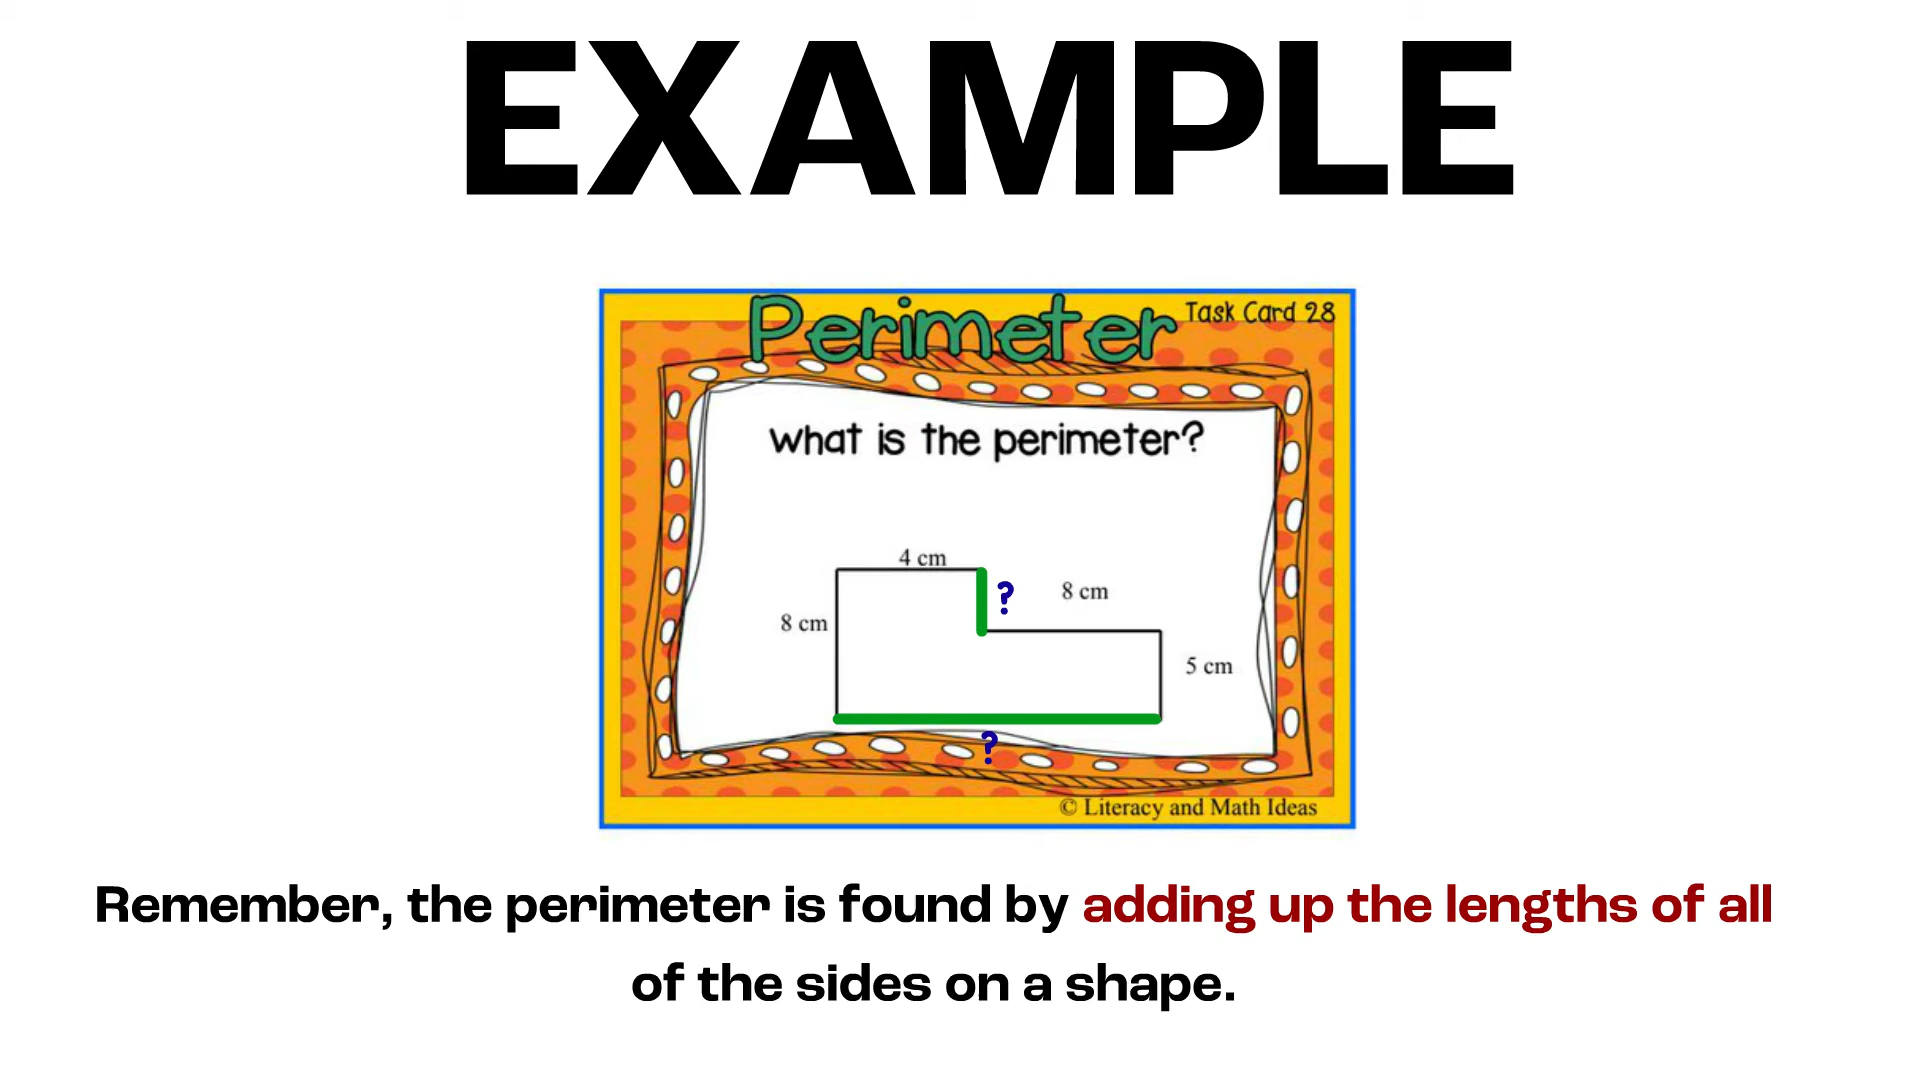 EXAMPLE
Perimeter
Task Card 28
what is the perimeter?
4 cm
?
8 cm
8 cm
5 cm
?
© Literacy and Math Ideas
Remember, the perimeter is found by adding up the lengths of all
of the sides on a shape.